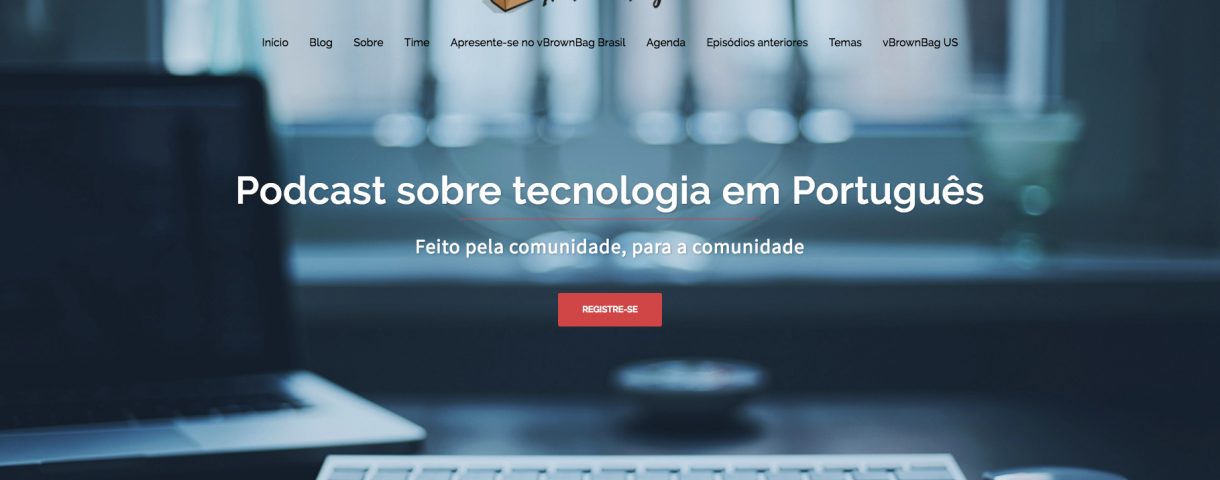 Início Blog Sobre Time Apresente-se no vBrownBag Brasil Agenda Episódios anteriores Temas vBrownBag US
Podcast sobre tecnologia em Português
Feito pela comunidade, para a comunidade
REGISTRE-SE